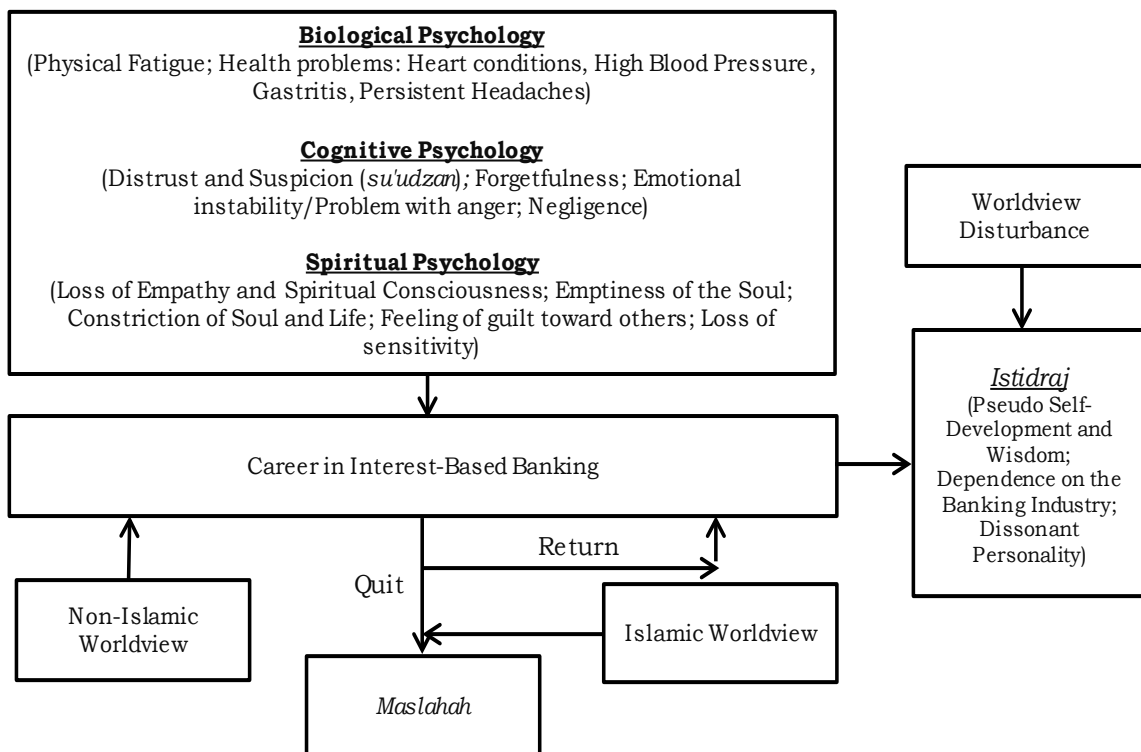 Biological Psychology
(Physical Fatigue; Health problems: Heart conditions, High Blood Pressure,
Gastritis, Persistent Headaches)
Cognitive Psychology
(Distrust and Suspicion (su'udzan); Forgetfulness; Emotional
instability/Problem with anger; Negligence)
Spiritual Psychology
(Loss of Empathy and Spiritual Consciousness; Emptiness of the Soul;
Constriction of Soul and Life; Feeling of guilt toward others; Loss of
sensitivity)
Worldview
Disturbance
Istidraj
(Pseudo Self-
Development and
Wisdom;
Dependence on the
Banking Industry;
Dissonant
Personality)
Career in Interest-Based Banking
Return
Quit
Non-Islamic
Worldview
Islamic Worldview
Maslahah